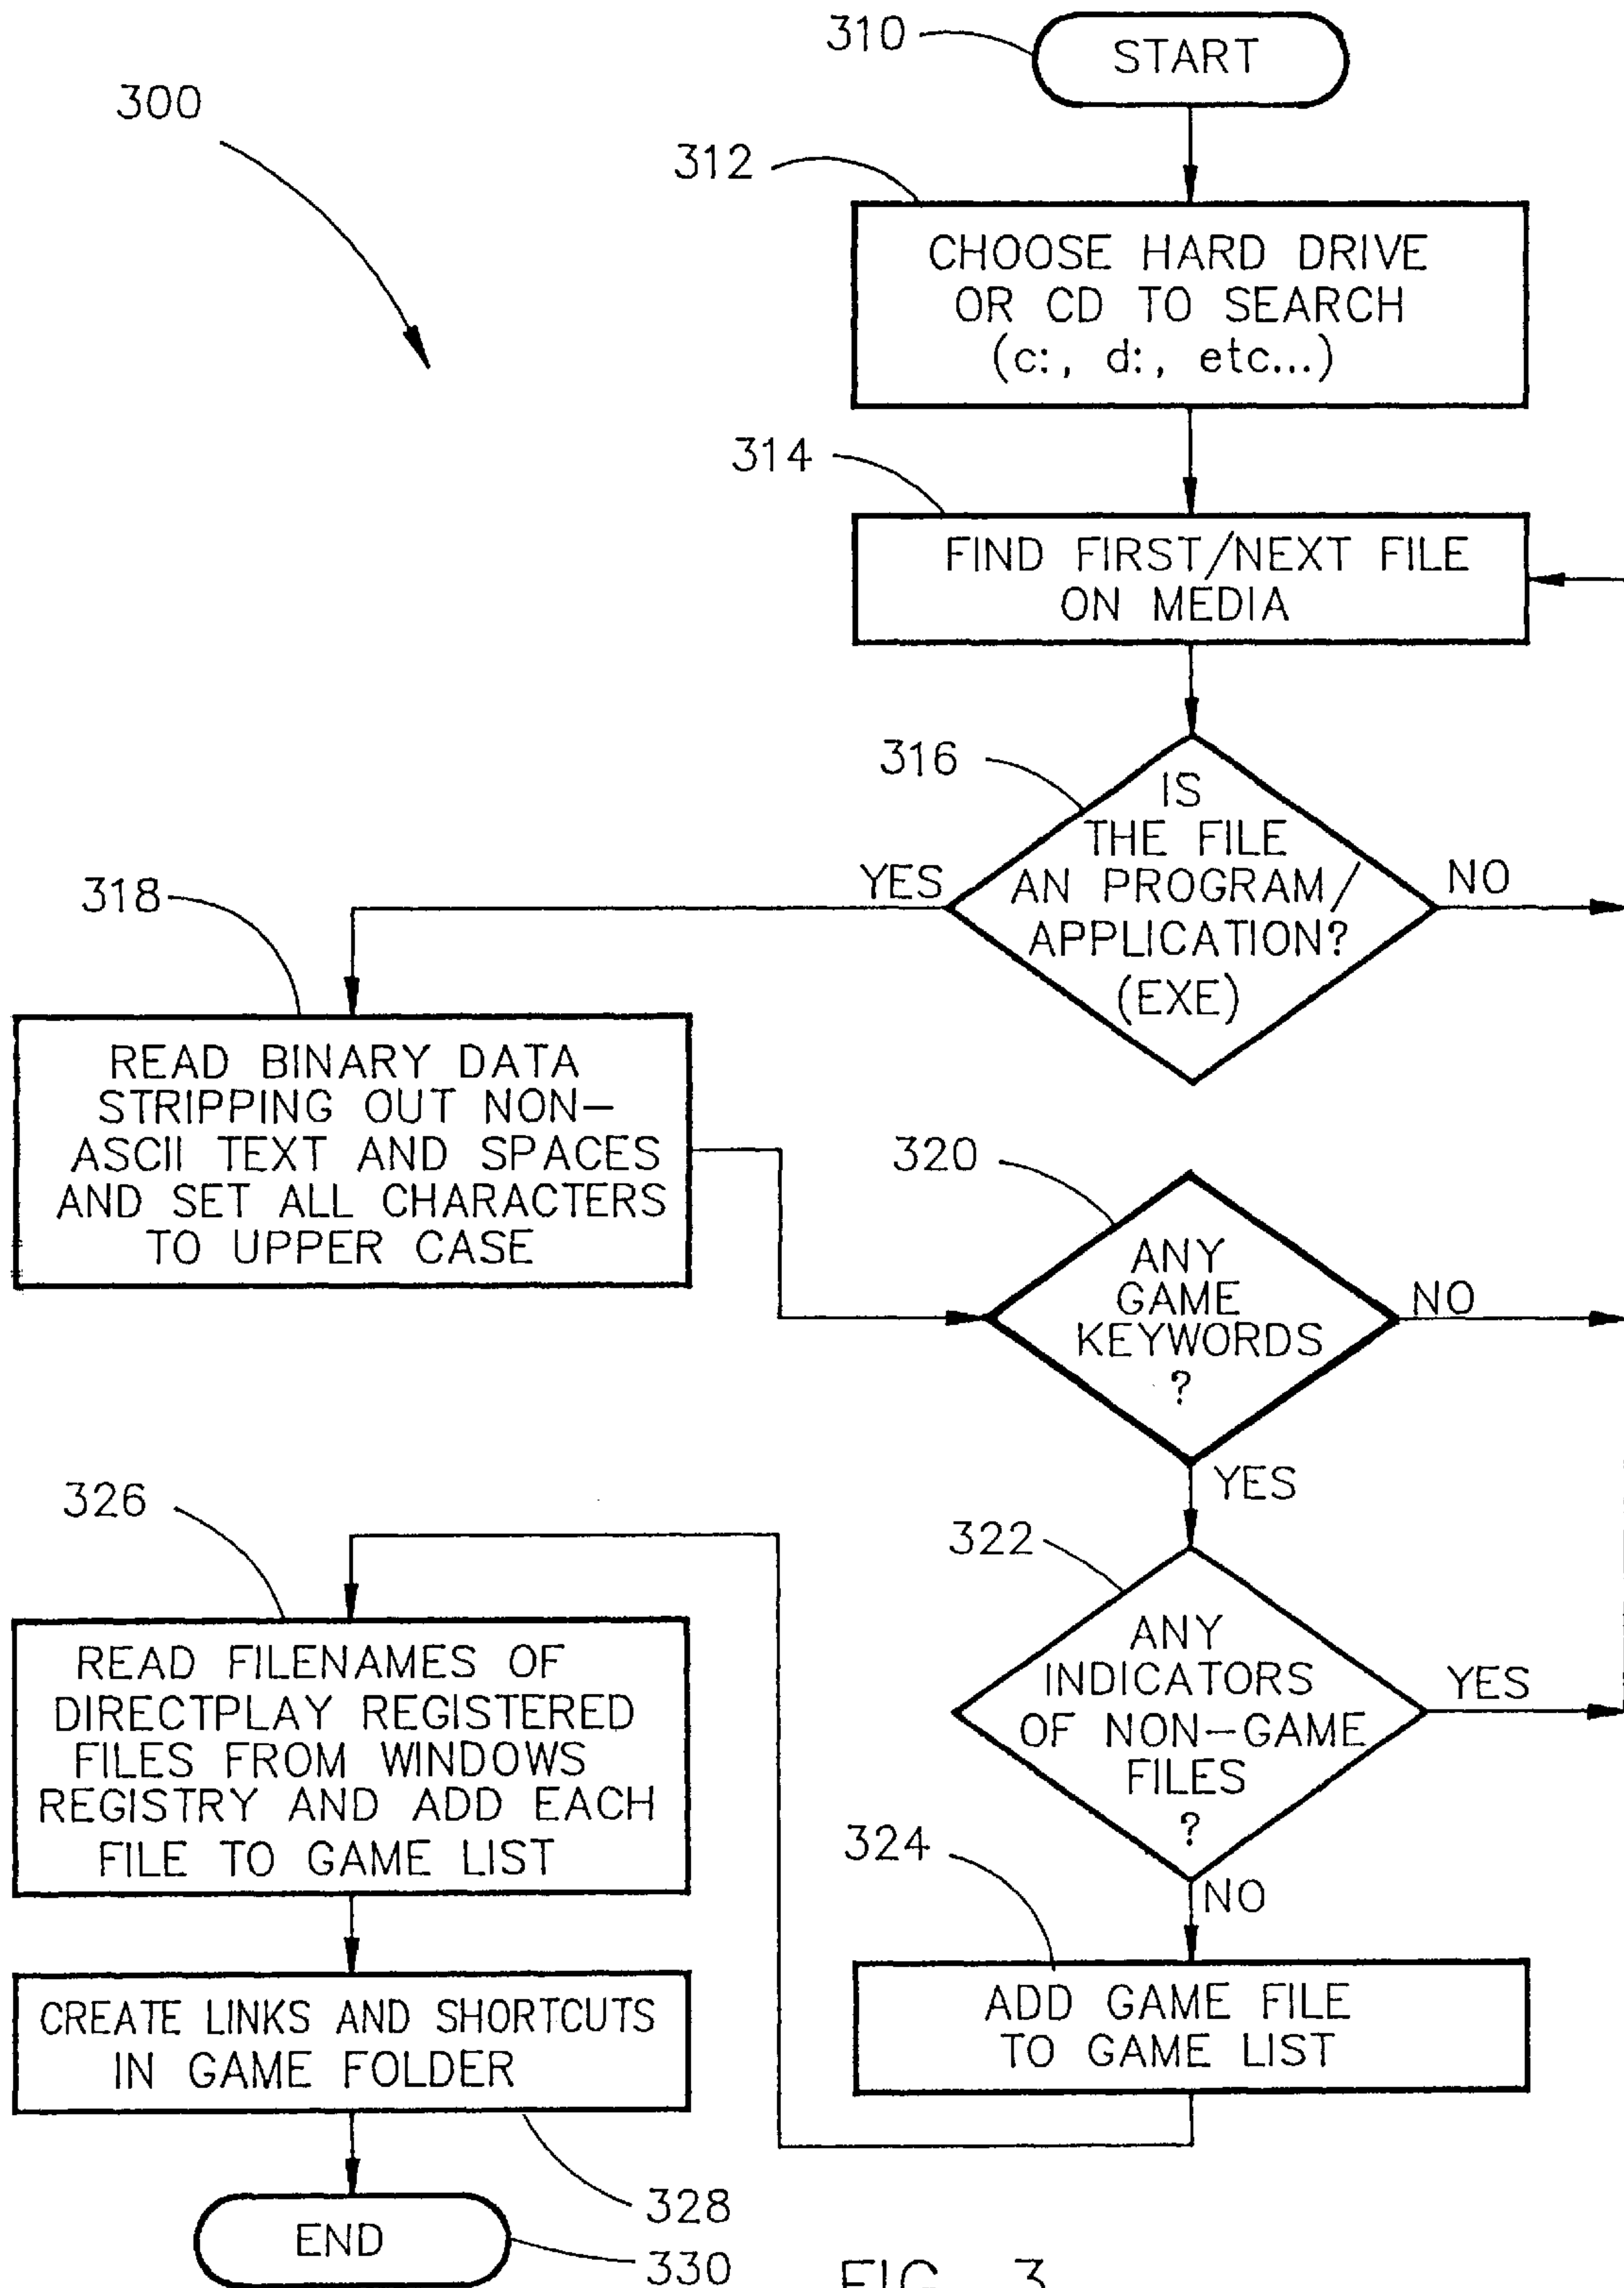 300
310
START
312
CHOOSE HARD DRIVE
OR CD TO SEARCH
(c:, d:, etc...)
314
FIND FIRST/NEXT FILE
ON MEDIA
316
IS
THE FILE
AN PROGRAM/
APPLICATION?
(EXE)
YES
NO
318
READ BINARY DATA
STRIPPING OUT NON-
ASCII TEXT AND SPACES
AND SET ALL CHARACTERS
TO UPPER CASE
320
ANY
GAME
KEYWORDS
?
NO
YES
322
ANY
INDICATORS
OF NON-GAME
FILES
?
YES
NO
324
ADD GAME FILE
TO GAME LIST
326
READ FILENAMES OF
DIRECTPLAY REGISTERED
FILES FROM WINDOWS
REGISTRY AND ADD EACH
FILE TO GAME LIST
CREATE LINKS AND SHORTCUTS
IN GAME FOLDER
328
END
330
FIG. 3